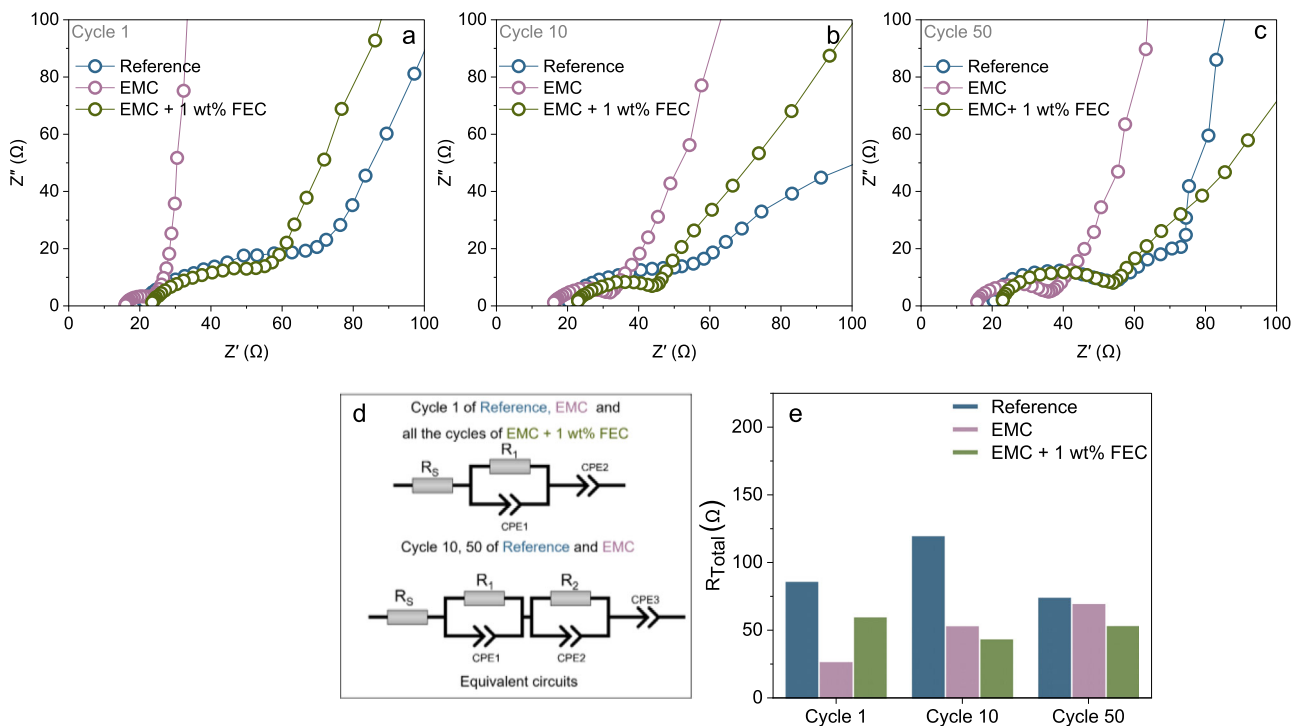 Cycle 1
a
Reference
EMC
EMC + 1 wt% FEC
100
80
60
40
20
0
Z″ (Ω)
0 20 40 60 80 100
Z′ (Ω)
Cycle 10
b
Reference
EMC
EMC + 1 wt% FEC
100
80
60
40
20
0
Z″ (Ω)
0 20 40 60 80 100
Z′ (Ω)
Cycle 50
c
Reference
EMC
EMC+ 1 wt% FEC
100
80
60
40
20
0
Z″ (Ω)
0 20 40 60 80 100
Z′ (Ω)
d
Cycle 1 of Reference, EMC and
all the cycles of EMC + 1 wt% FEC
R1
RS
CPE2
CPE1
Cycle 10, 50 of Reference and EMC
R1 R2
RS
CPE3
CPE1 CPE2
Equivalent circuits
e
Reference
EMC
EMC + 1 wt% FEC
200
150
100
50
0
RTotal (Ω)
Cycle 1 Cycle 10 Cycle 50